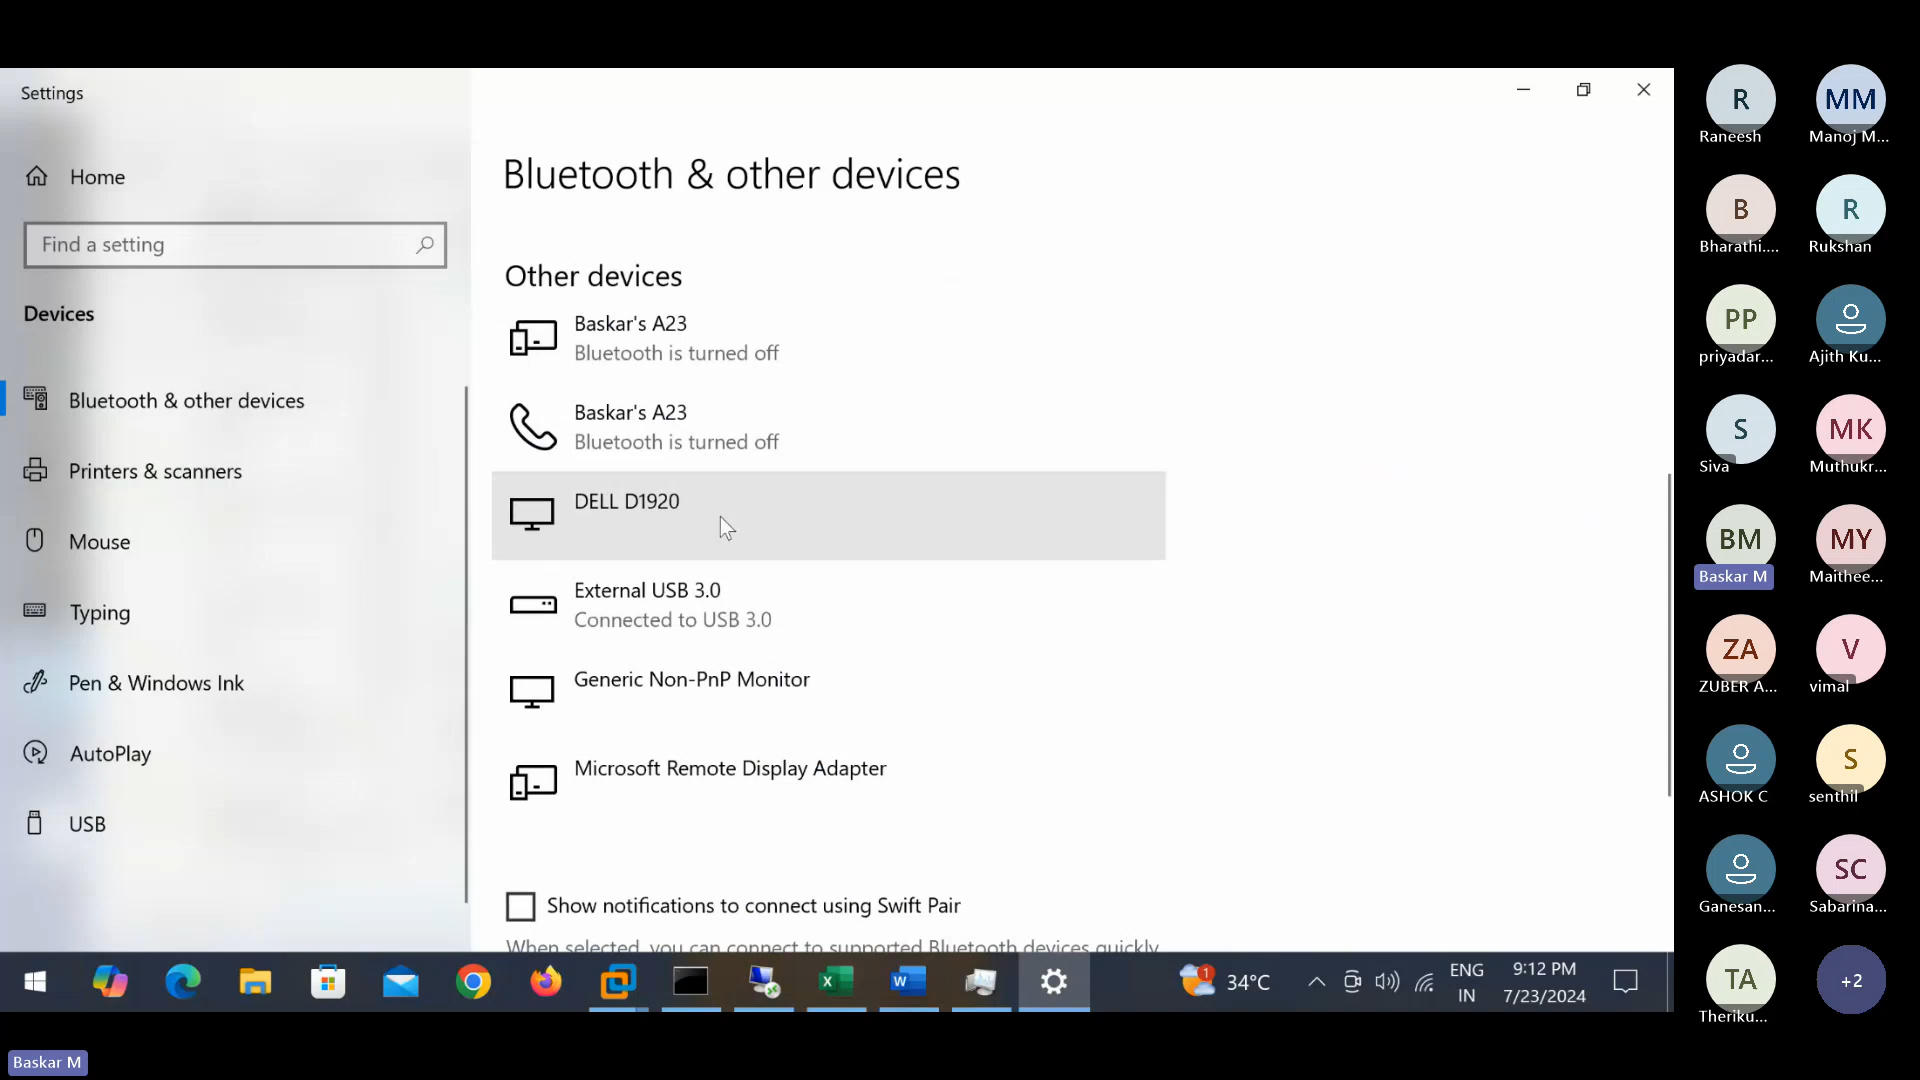 Settings
Home
Find a setting
Devices
Bluetooth & other devices
Printers & scanners
Mouse
Typing
Pen & Windows Ink
AutoPlay
USB
Bluetooth & other devices
Other devices
Baskar's A23
Bluetooth is turned off
Baskar's A23
Bluetooth is turned off
DELL D1920
External USB 3.0
Connected to USB 3.0
Generic Non-PnP Monitor
Microsoft Remote Display Adapter
Show notifications to connect using Swift Pair
When selected, you can connect to supported Bluetooth devices quickly
1
34°C
ENG
IN
9:12 PM
7/23/2024
R
Raneesh
MM
Manoj M...
B
Bharathi....
R
Rukshan
PP
priyadar...
Ajith Ku...
S
Siva
MK
Muthukr...
BM
Baskar M
MY
Maithee...
ZA
ZUBER A...
V
vimal
ASHOK C
S
senthil
Ganesan...
SC
Sabarina...
TA
Theriku...
+2
Baskar M